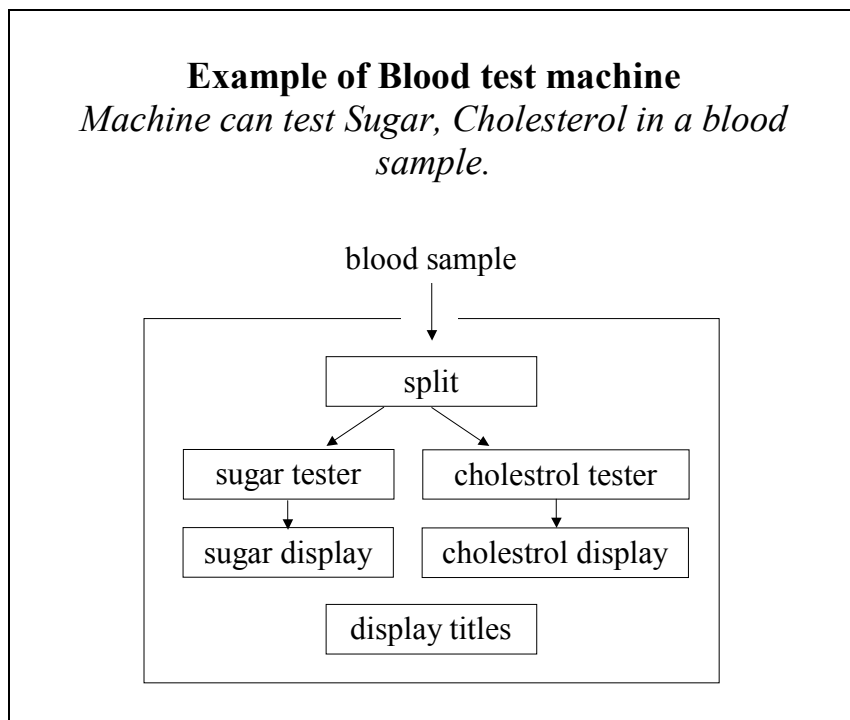 Example of Blood test machine
Machine can test Sugar, Cholesterol in a blood
sample.
blood sample
split
sugar tester
cholestrol tester
sugar display
cholestrol display
display titles